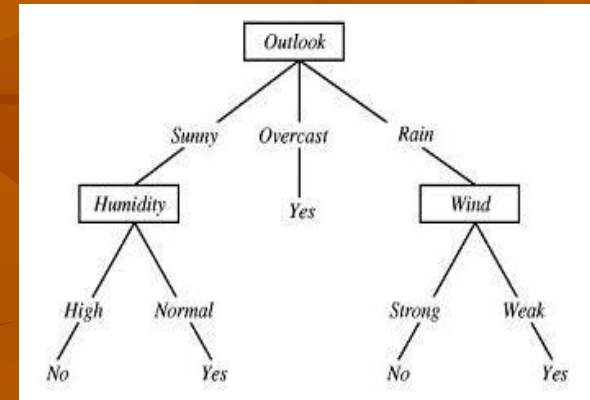 Outlook
Sunny Overcast Rain
Humidity Yes Wind
High Normal Strong Weak
No Yes No Yes